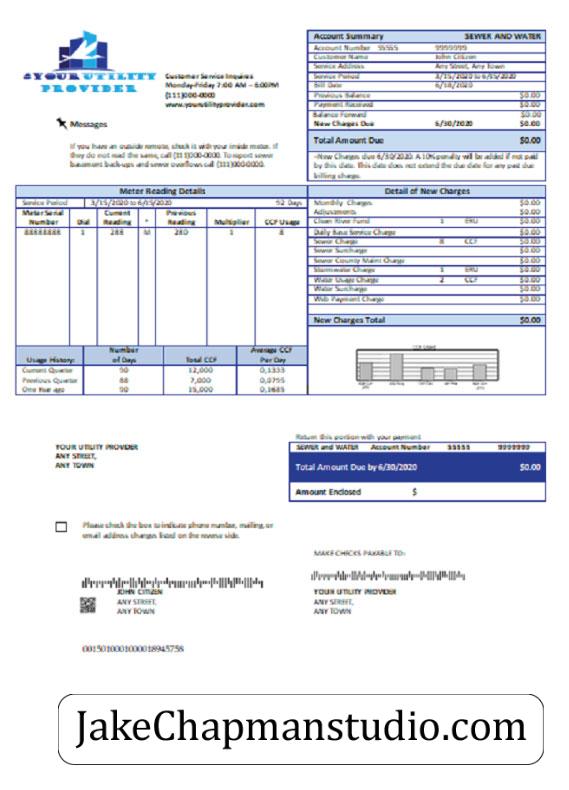 Account Summary SEWER AND WATER
Account Number 55555 9999999
Customer Name John Citizen
Service Address Any Street, Any Town
Service Period 3/15/2020 to 6/15/2020
Bill Date 6/18/2020
Previous Balance $0.00
Payment Received $0.00
Balance Forward $0.00
New Charges Due 6/30/2020 $0.00
Total Amount Due $0.00
--New Charges due 6/30/2020. A 10% penalty will be added if not paid
by this date. This date does not extend the due date for any past due
billing charge.
YOUR UTILITY
PROVIDER
Customer Service Inquires
Monday-Friday 7:00 AM – 6:00PM
(111)000-0000
www.yourutilityprovider.com
Messages
If you have an outside remote, check it with your inside meter. If
they do not read the same, call (111)000-0000. To report sewer
basement back-ups and sewer overflows call (111)000-0000.
Meter Reading Details
Service Period 3/15/2020 to 6/15/2020 92 Days
Meter Serial Number Dial Current Reading * Previous Reading Multiplier CCF Usage
88888888 1 288 M 280 1 8
Usage History: Number of Days Total CCF Average CCF Per Day
Current Quarter 90 12,000 0,1333
Previous Quarter 88 7,000 0,0795
One Year ago 90 15,000 0,1685
Detail of New Charges
Monthly Charges $0.00
Adjustments $0.00
Clean River Fund 1 ERU $0.00
Daily Base Service Charge $0.00
Sewer Charge 8 CCF $0.00
Sewer Surcharge $0.00
Sewer County Maint Charge $0.00
Stormwater Charge 1 ERU $0.00
Water Usage Charge 2 CCF $0.00
Water Surcharge $0.00
Web Payment Charge $0.00
New Charges Total $0.00
YOUR UTILITY PROVIDER
ANY STREET,
ANY TOWN
Return this portion with your payment
SEWER and WATER Account Number 55555 9999999
Total Amount Due by 6/30/2020 $0.00
Amount Enclosed $
Please check the box to indicate phone number, mailing, or
email address changes listed on the reverse side.
MAKE CHECKS PAYABLE TO:
JOHN CITIZEN
ANY STREET,
ANY TOWN
YOUR UTILITY PROVIDER
ANY STREET,
ANY TOWN
0015010001000018945758
JakeChapmanstudio.com